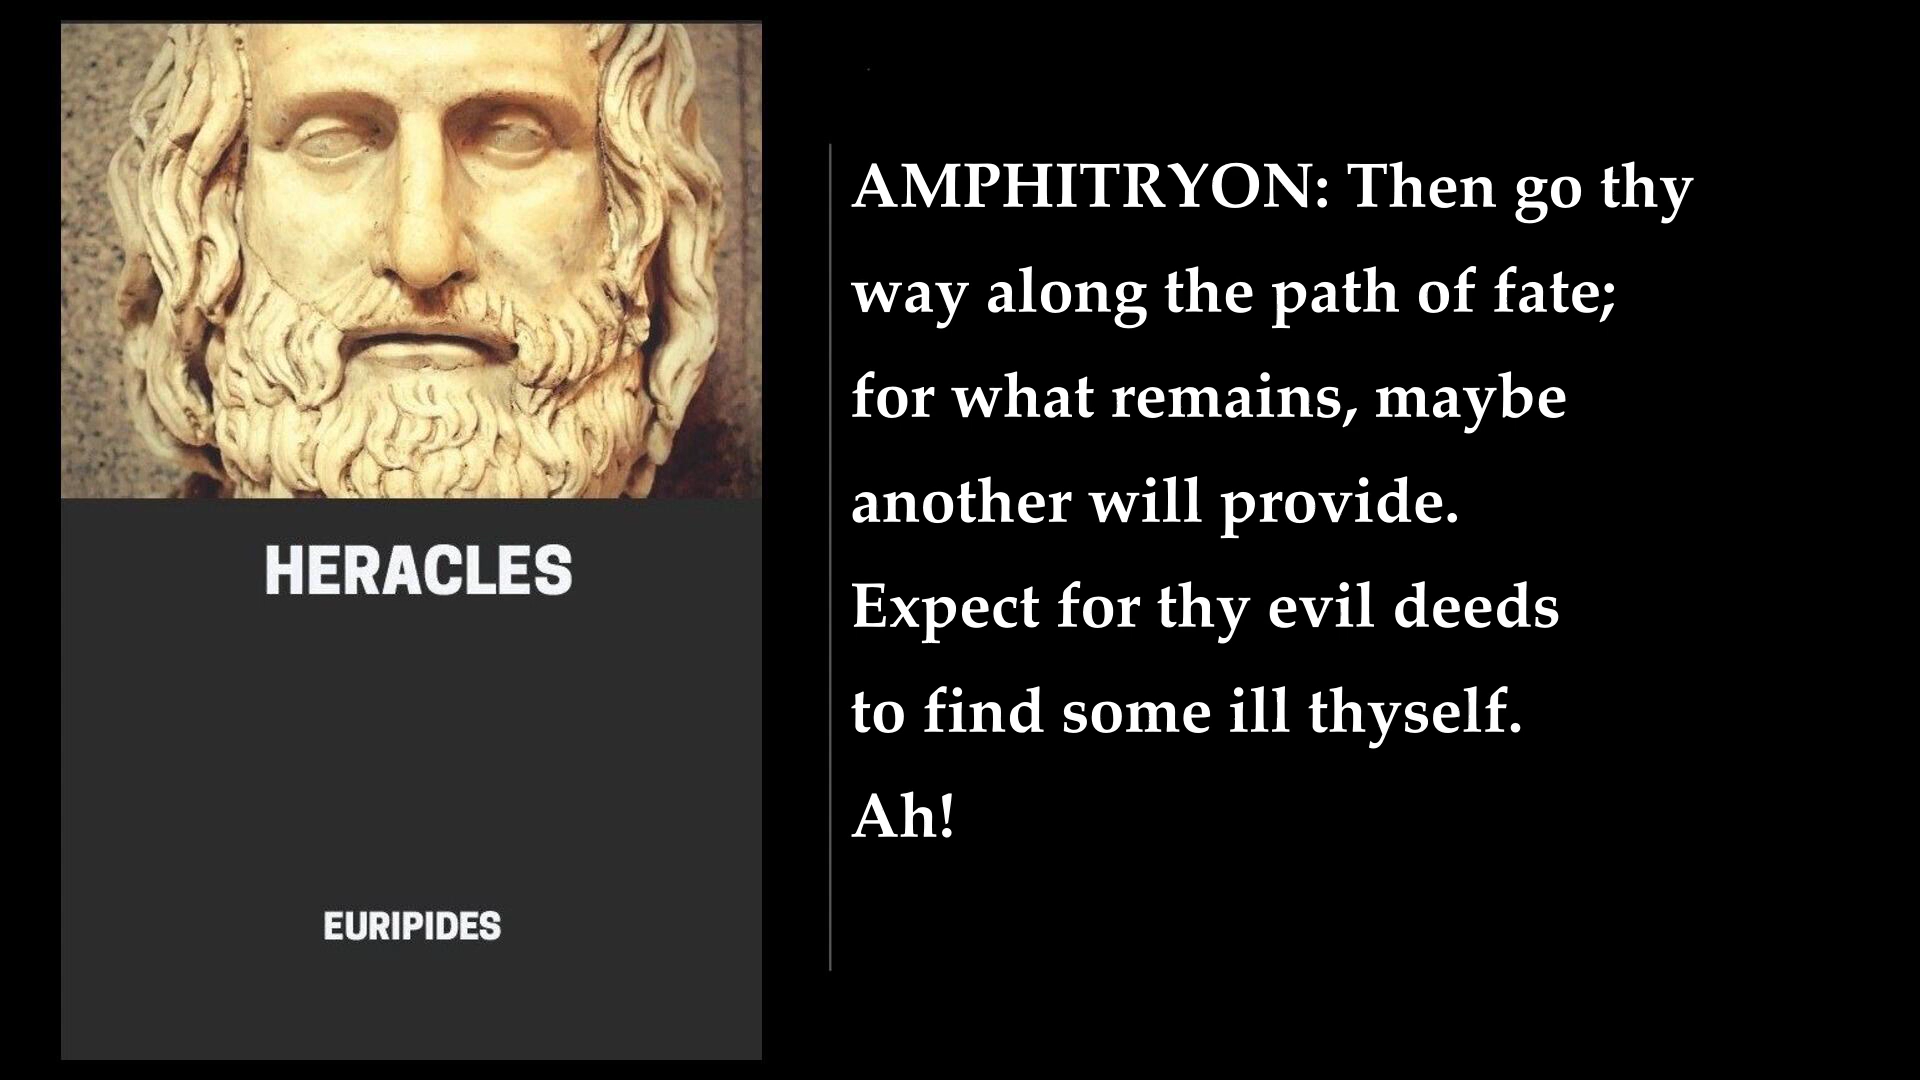 HERACLES
EURIPIDES
AMPHITRYON: Then go thy
way along the path of fate;
for what remains, maybe
another will provide.
Expect for thy evil deeds
to find some ill thyself.
Ah!